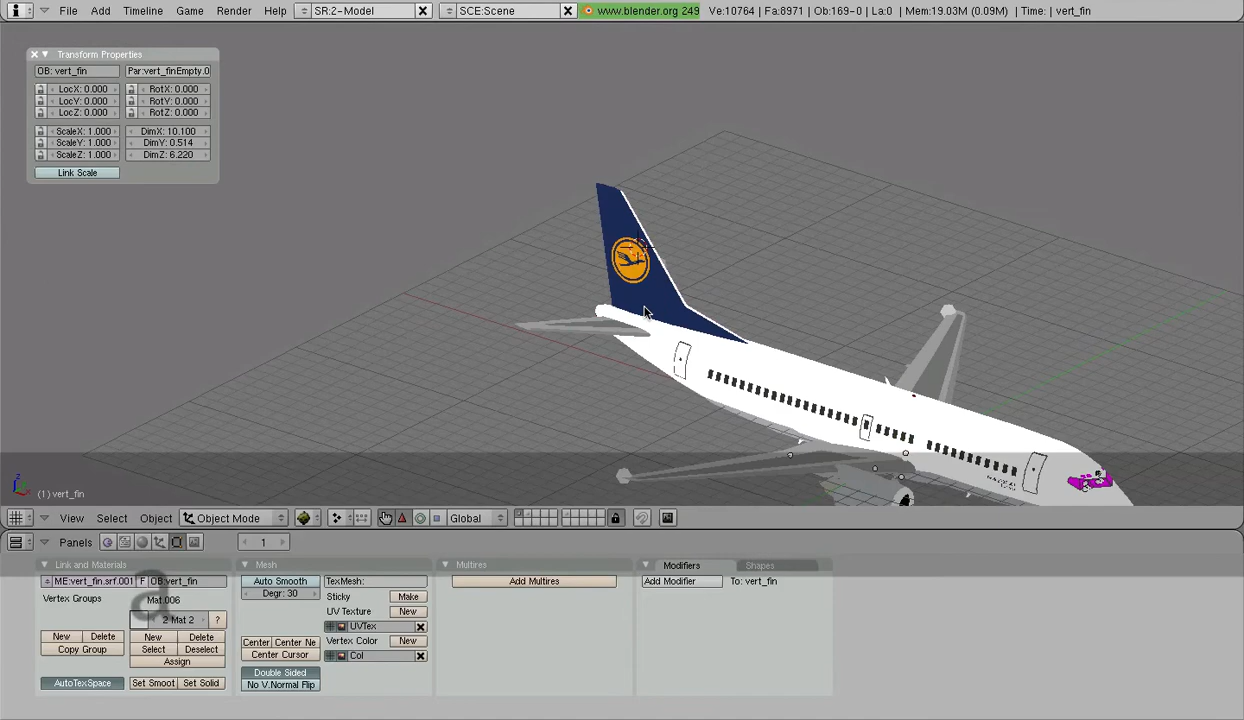 File Add Timeline Game Render Help SR:2-Model SCE:Scene www.blender.org 249 Ve:10764 | Fa:8971 | Ob:169-0 | La:0 | Mem:19.03M (0.09M) | Time: | vert_fin
Transform Properties
OB: vert_fin Par:vert_finEmpty.0
LocX: 0.000 RotX: 0.000
LocY: 0.000 RotY: 0.000
LocZ: 0.000 RotZ: 0.000
ScaleX: 1.000 DimX: 10.100
ScaleY: 1.000 DimY: 0.514
ScaleZ: 1.000 DimZ: 6.220
Link Scale
z
(1) vert_fin
View Select Object Object Mode Global
Panels 1
Link and Materials Mesh Multires Modifiers Shapes
ME:vert_fin.srf.001 F OB:vert_fin Auto Smooth TexMesh: Add Multires Add Modifier To: vert_fin
Degr: 30 Sticky Make
Vertex Groups Mat.006
UV Texture New
2 Mat 2 ? UVTex
New Delete New Delete Center Center Ne Vertex Color New
Copy Group Select Deselect Center Cursor Col
Assign
Double Sided
AutoTexSpace Set Smoot Set Solid No V.Normal Flip
a